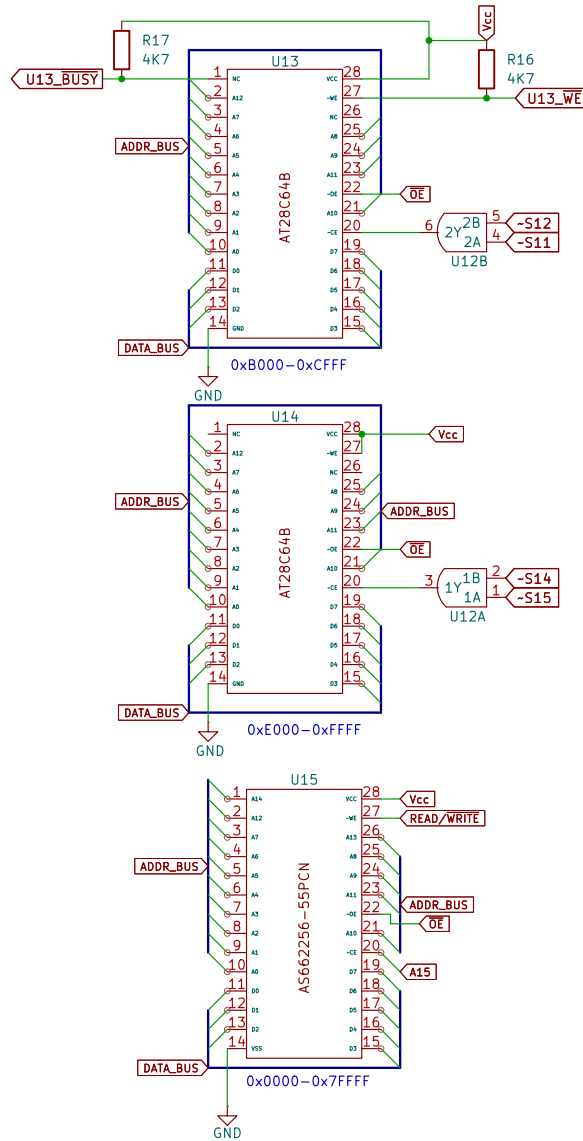 Vcc
R17
4K7
U13
R16
4K7
U13_BUSY
1 NC VCC 28
2 A12 -WE 27 U13_WE
3 A7 NC 26
4 A6 A8 25
ADDR_BUS 5 A5 A9 24
6 A4 A11 23
7 A3 -OE 22 OE
8 A2 A10 21
9 A1 -CE 20 6 2Y 2B 5 ~S12
2A 4 ~S11
10 A0 D7 19 U12B
11 D0 D6 18
12 D1 D5 17
13 D2 D4 16
14 GND D3 15
AT28C64B
DATA_BUS
0xB000-0xCFFF
GND
U14
1 NC VCC 28 Vcc
2 A12 -WE 27
3 A7 NC 26
4 A6 A8 25
ADDR_BUS 5 A5 A9 24 ADDR_BUS
6 A4 A11 23
7 A3 -OE 22 OE
8 A2 A10 21
9 A1 -CE 20 3 1Y 1B 2 ~S14
1A 1 ~S15
10 A0 D7 19 U12A
11 D0 D6 18
12 D1 D5 17
13 D2 D4 16
14 GND D3 15
AT28C64B
DATA_BUS
0xE000-0xFFFF
GND
U15
1 A14 VCC 28 Vcc
2 A12 -WE 27 READ/WRITE
3 A7 A13 26
4 A6 A8 25
ADDR_BUS 5 A5 A9 24
6 A4 A11 23 ADDR_BUS
7 A3 -OE 22 OE
8 A2 A10 21
9 A1 -CE 20
10 A0 D7 19 A15
11 D0 D6 18
12 D1 D5 17
13 D2 D4 16
14 VSS D3 15
AS662256-55PCN
DATA_BUS
0x0000-0x7FFFF
GND